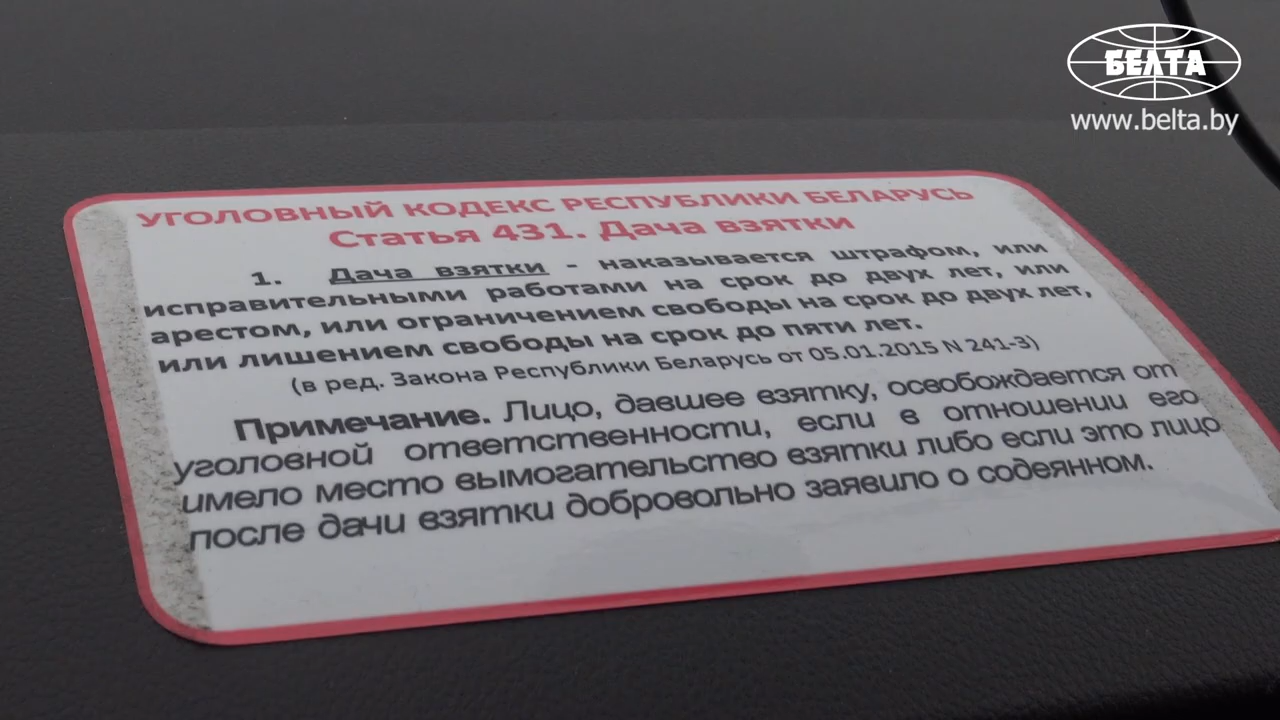 БЕЛТА
www.belta.by
УГОЛОВНЫЙ КОДЕКС РЕСПУБЛИКИ БЕЛАРУСЬ
Статья 431. Дача взятки
1. Дача взятки - наказывается штрафом, или
исправительными работами на срок до двух лет, или
арестом, или ограничением свободы на срок до двух лет,
или лишением свободы на срок до пяти лет.
(в ред. Закона Республики Беларусь от 05.01.2015 N 241-З)
Примечание. Лицо, давшее взятку, освобождается от
уголовной ответственности, если в отношении его
имело место вымогательство взятки либо если это лицо
после дачи взятки добровольно заявило о содеянном.